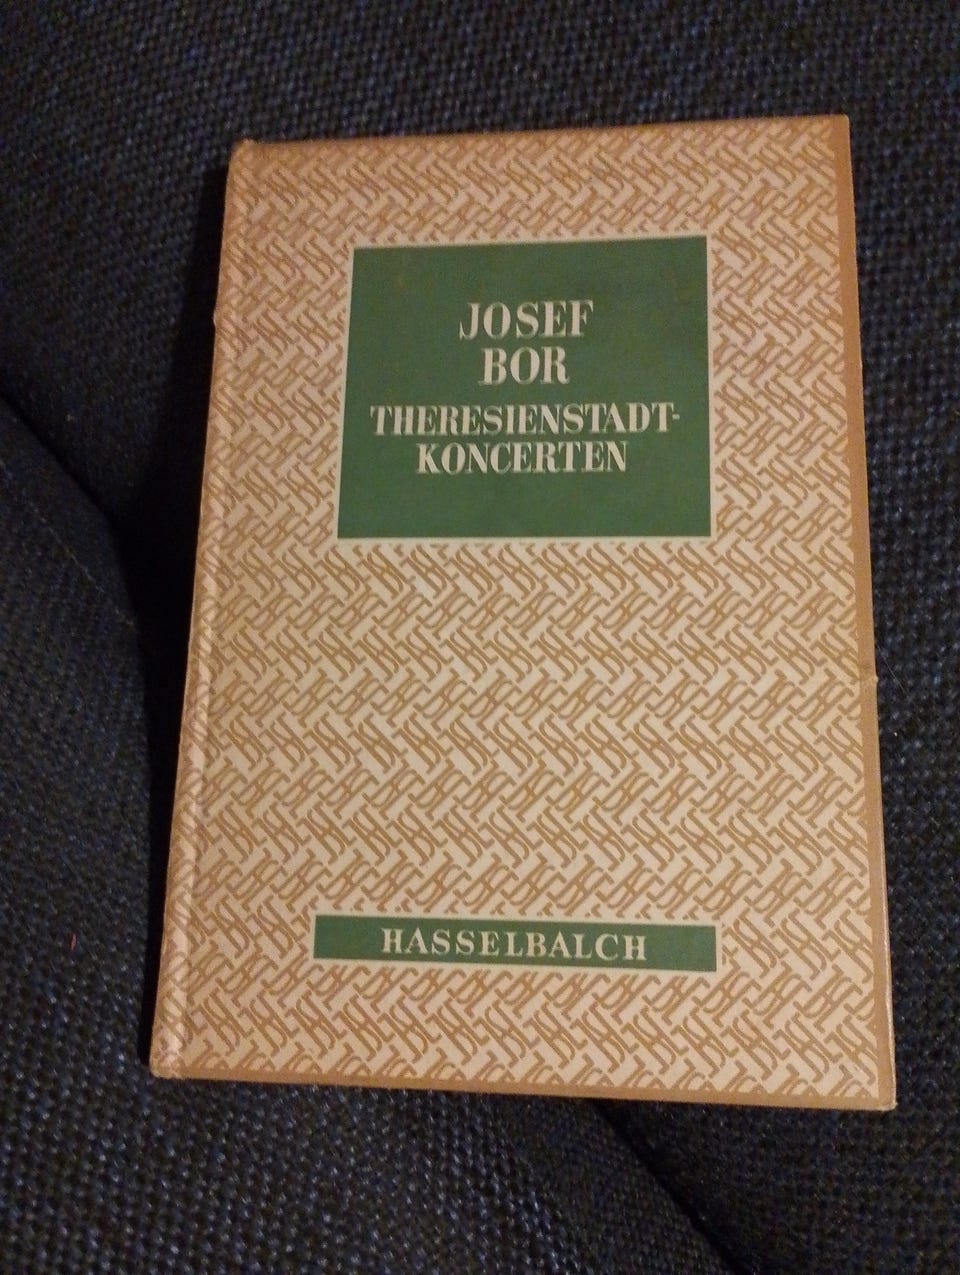 JOSEF
BOR
THERESIENSTADT-
KONCERTEN
HASSELBALCH